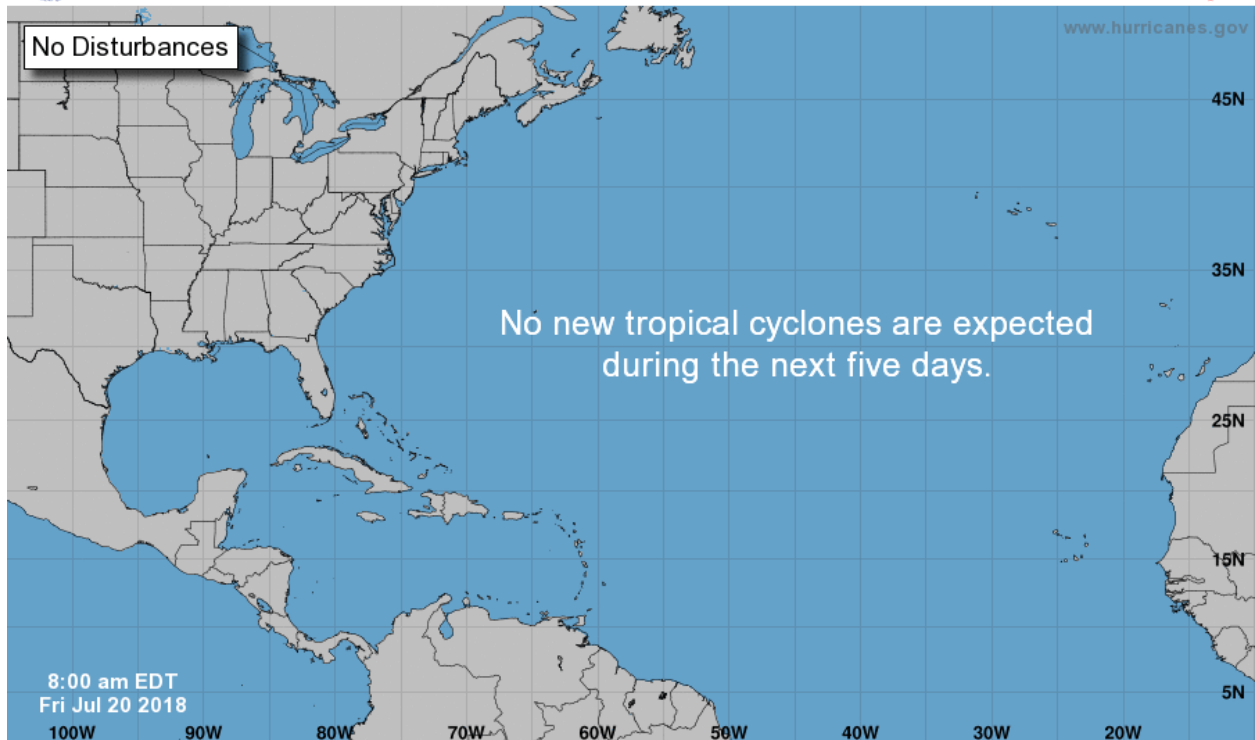 No Disturbances
www.hurricanes.gov
45N
35N
No new tropical cyclones are expected
during the next five days.
25N
15N
8:00 am EDT
Fri Jul 20 2018
5N
100W 90W 80W 70W 60W 50W 40W 30W 20W